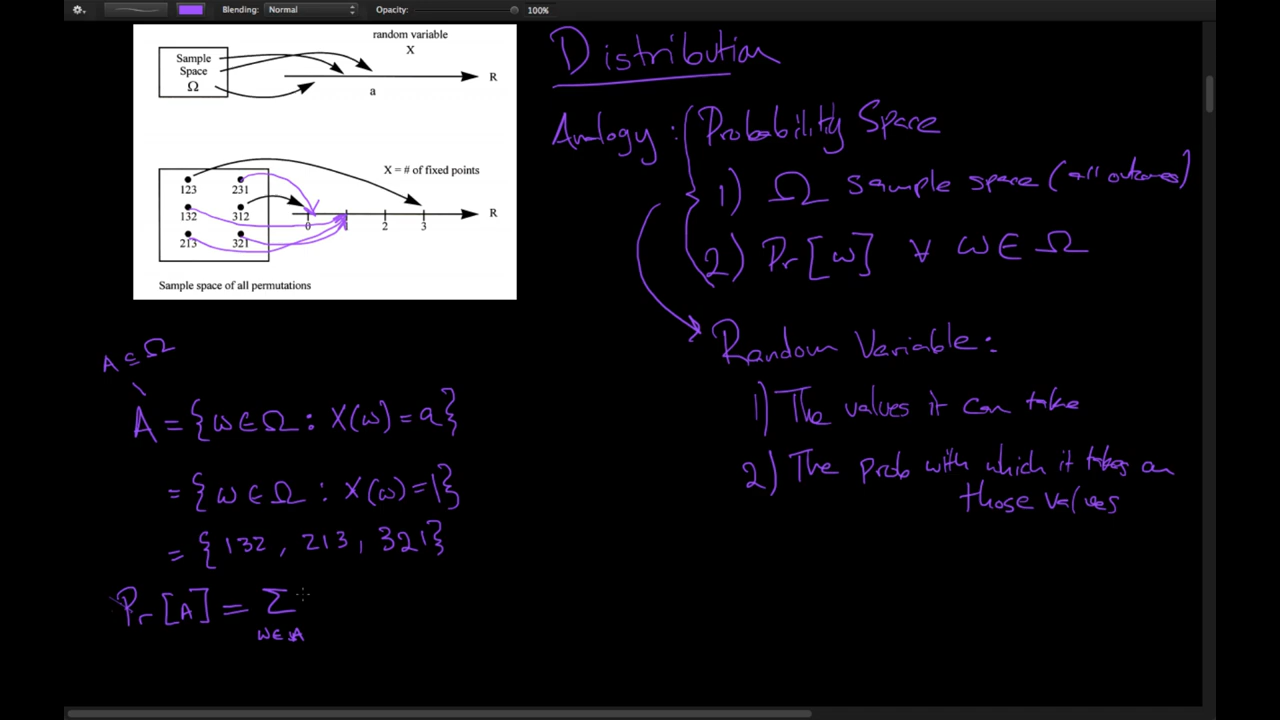 Blending: Normal Opacity: 100%
random variable
X
Sample
Space
Ω
R
a
X = # of fixed points
123 231
132 312
213 321
R
0 1 2 3
Sample space of all permutations
A ⊆ Ω
A = {ω ∈ Ω : X(ω) = a}
= {ω ∈ Ω : X(ω) = 1}
= {132, 213, 321}
Pr[A] = Σ
ω ∈ A
Distribution
Analogy: Probability Space
1) Ω sample space (all outcomes)
2) Pr[ω] ∀ ω ∈ Ω
Random Variable:
1) The values it can take
2) The prob with which it takes on
those values